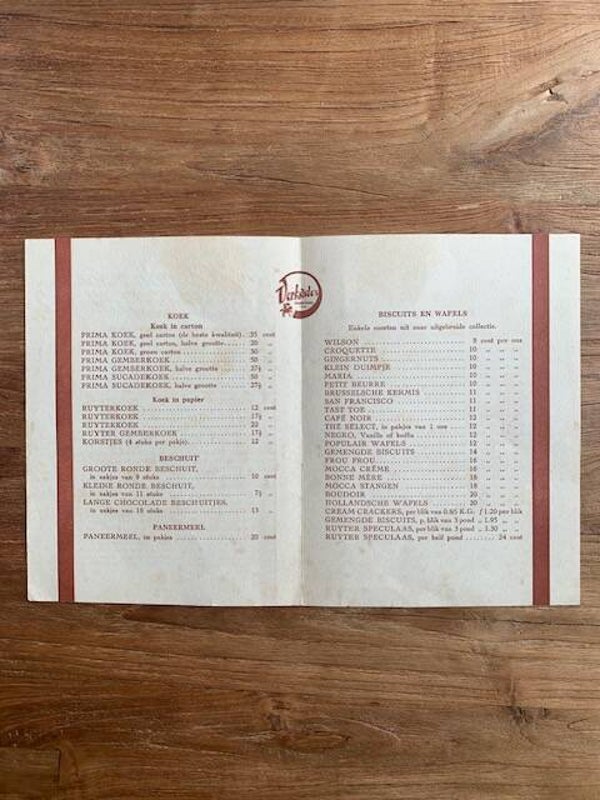 Verkade's
KOEK
Koek in carton
PRIMA KOEK, geel carton (de beste kwaliteit) .. 35 cent
PRIMA KOEK, geel carton, halve grootte ..... 20 „
PRIMA KOEK, groen carton ..... 30 „
PRIMA GEMBERKOEK ..... 50 „
PRIMA GEMBERKOEK, halve grootte ..... 27½ „
PRIMA SUCADEKOEK ..... 50 „
PRIMA SUCADEKOEK, halve grootte ..... 27½ „
Koek in papier
RUYTERKOEK ..... 12 cent
RUYTERKOEK ..... 17½ „
RUYTERKOEK ..... 22 „
RUYTER GEMBERKOEK ..... 17½ „
KORSTJES (4 stuks per pakje) ..... 12 „
BESCHUIT
GROOTE RONDE BESCHUIT,
in zakjes van 9 stuks ..... 10 cent
KLEINE RONDE BESCHUIT,
in zakjes van 11 stuks ..... 7½ „
LANGE CHOCOLADE BESCHUITJES,
in zakjes van 18 stuks ..... 13 „
PANEERMEEL
PANEERMEEL, in pakjes ..... 20 cent
BISCUITS EN WAFELS
Enkele soorten uit onze uitgebreide collectie.
WILSON ..... 8 cent per ons
CROQUETTE ..... 10 „ „ „
GINGERNUTS ..... 10 „ „ „
KLEIN DUIMPJE ..... 10 „ „ „
MARIA ..... 10 „ „ „
PETIT BEURRE ..... 10 „ „ „
BRUSSELSCHE KERMIS ..... 11 „ „ „
SAN FRANCISCO ..... 11 „ „ „
TAST TOE ..... 11 „ „ „
CAFÉ NOIR ..... 12 „ „ „
THÉ SÉLECT, in pakjes van 1 ons ..... 12 „ „ „
NEGRO, Vanille of koffie ..... 12 „ „ „
POPULAIR WAFELS ..... 12 „ „ „
GEMENGDE BISCUITS ..... 14 „ „ „
FROU FROU ..... 16 „ „ „
MOCCA CRÊME ..... 16 „ „ „
BONNE MÈRE ..... 18 „ „ „
MOCCA STANGEN ..... 18 „ „ „
BOUDOIR ..... 20 „ „ „
HOLLANDSCHE WAFELS ..... 20 „ „ „
CREAM CRACKERS, per blik van 0.85 K.G. ƒ 1.20 per blik
GEMENGDE BISCUITS, p. blik van 3 pond „ 1.95 „ „
RUYTER SPECULAAS, per blik van 3 pond „ 1.30 „ „
RUYTER SPECULAAS, per half pond ........ 24 cent